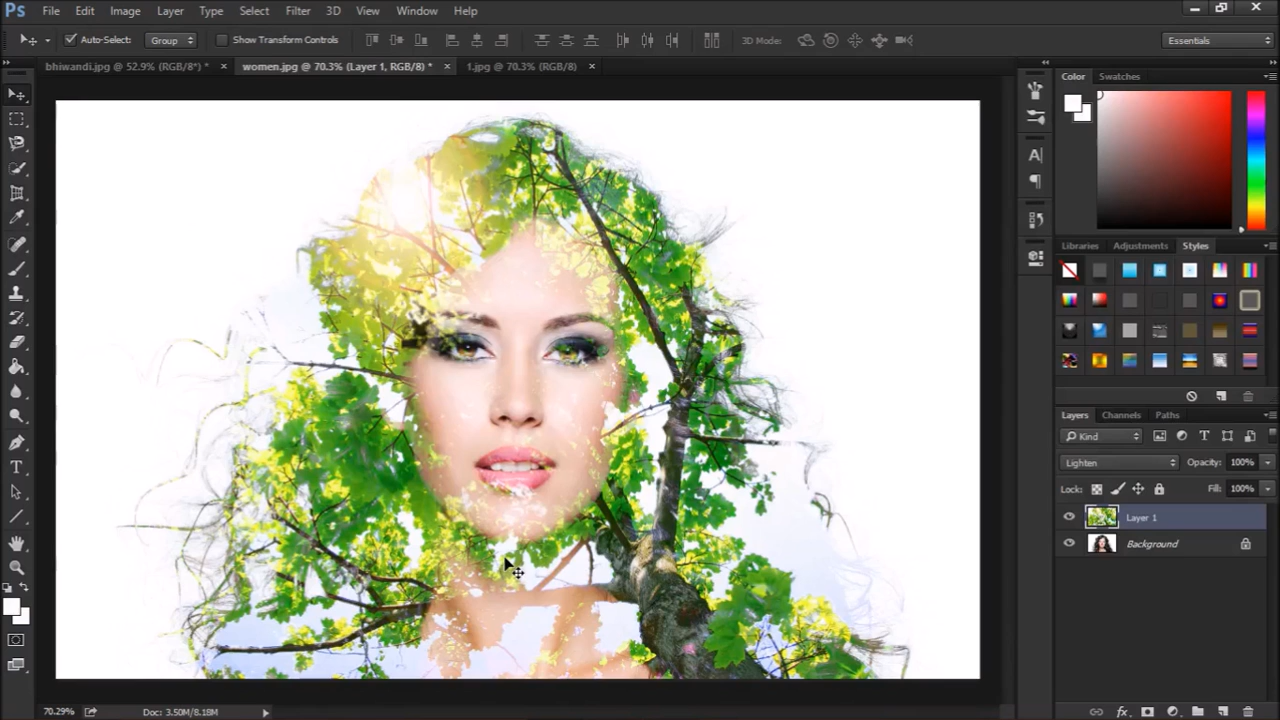 Ps File Edit Image Layer Type Select Filter 3D View Window Help
Auto-Select: Group Show Transform Controls 3D Mode: Essentials
bhiwandi.jpg @ 52.9% (RGB/8*) * × women.jpg @ 70.3% (Layer 1, RGB/8) * × 1.jpg @ 70.3% (RGB/8) ×
Color Swatches
Libraries Adjustments Styles
Layers Channels Paths
Kind
Lighten Opacity: 100%
Lock: Fill: 100%
Layer 1
Background
70.29% Doc: 3.50M/8.18M